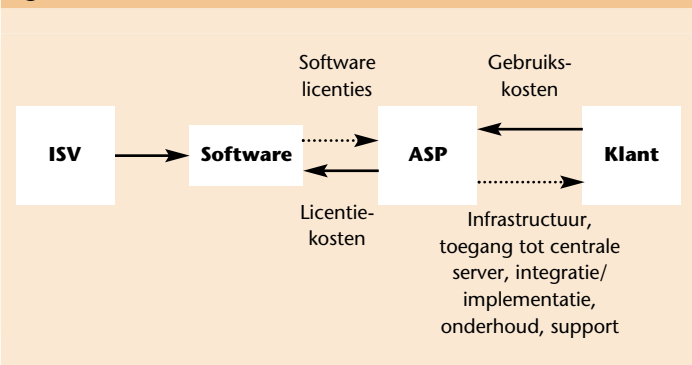 Software
licenties
Gebruiks-
kosten
ISV
Software
ASP
Klant
Licentie-
kosten
Infrastructuur,
toegang tot centrale
server, integratie/
implementatie,
onderhoud, support